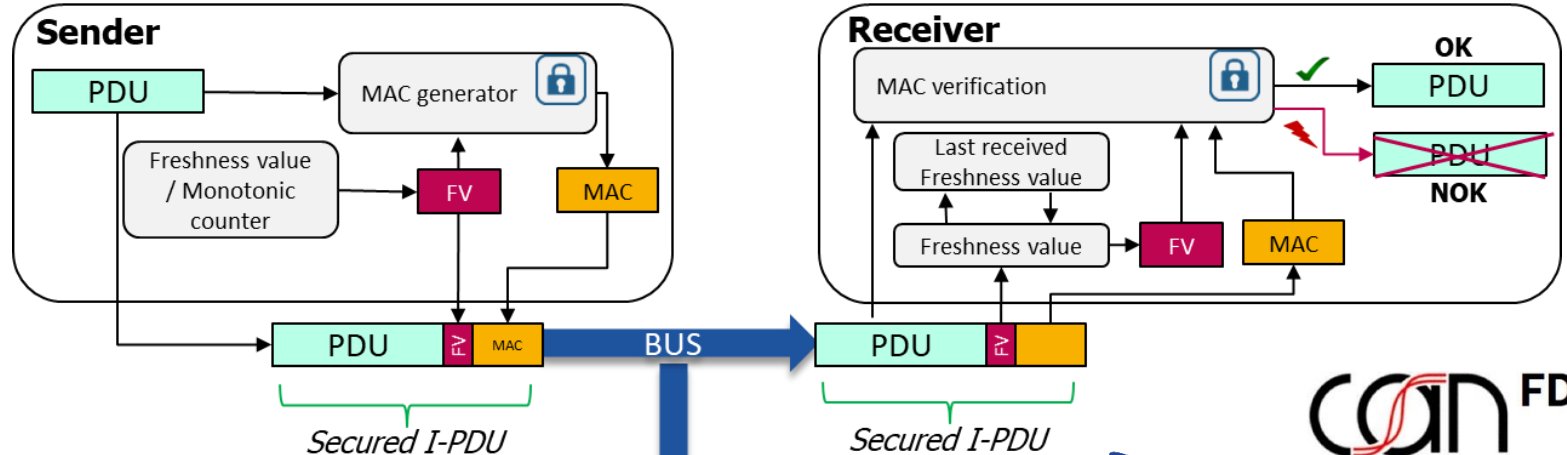 Sender
PDU
MAC generator
Freshness value
/ Monotonic
counter
FV
MAC
PDU
FV
MAC
Secured I-PDU
BUS
Receiver
MAC verification
OK
PDU
PDU
NOK
Last received
Freshness value
Freshness value
FV
MAC
PDU
FV
Secured I-PDU
CAN FD